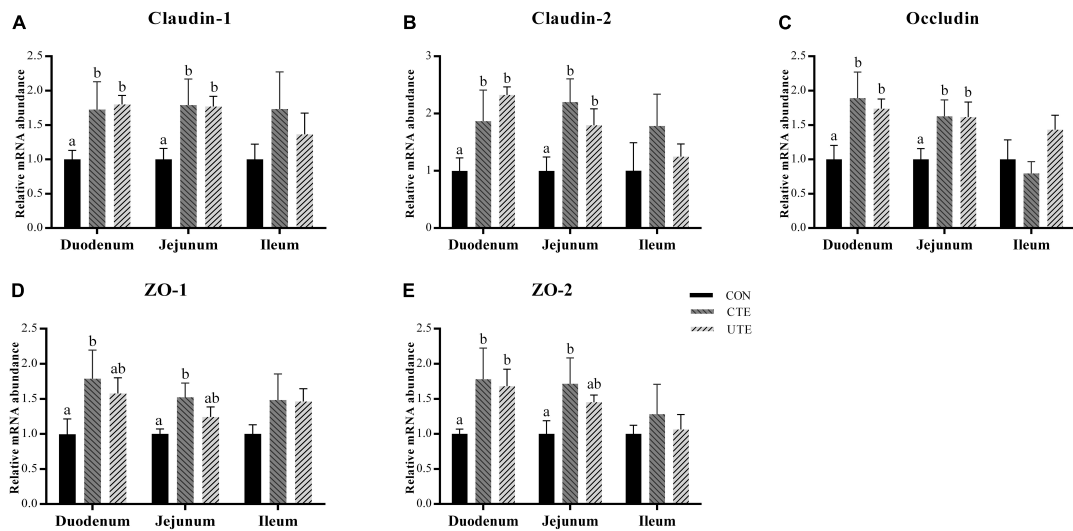 A
Claudin-1
Relative mRNA abundance
2.5
2.0
1.5
1.0
0.5
0.0
a b b a b b
Duodenum Jejunum Ileum
B
Claudin-2
Relative mRNA abundance
3
2
1
0
a b b a b b
Duodenum Jejunum Ileum
C
Occludin
Relative mRNA abundance
2.5
2.0
1.5
1.0
0.5
0.0
a b b a b b
Duodenum Jejunum Ileum
D
ZO-1
Relative mRNA abundance
2.5
2.0
1.5
1.0
0.5
0.0
a b ab a b ab
Duodenum Jejunum Ileum
E
ZO-2
Relative mRNA abundance
2.5
2.0
1.5
1.0
0.5
0.0
a b b a b ab
Duodenum Jejunum Ileum
CON
CTE
UTE